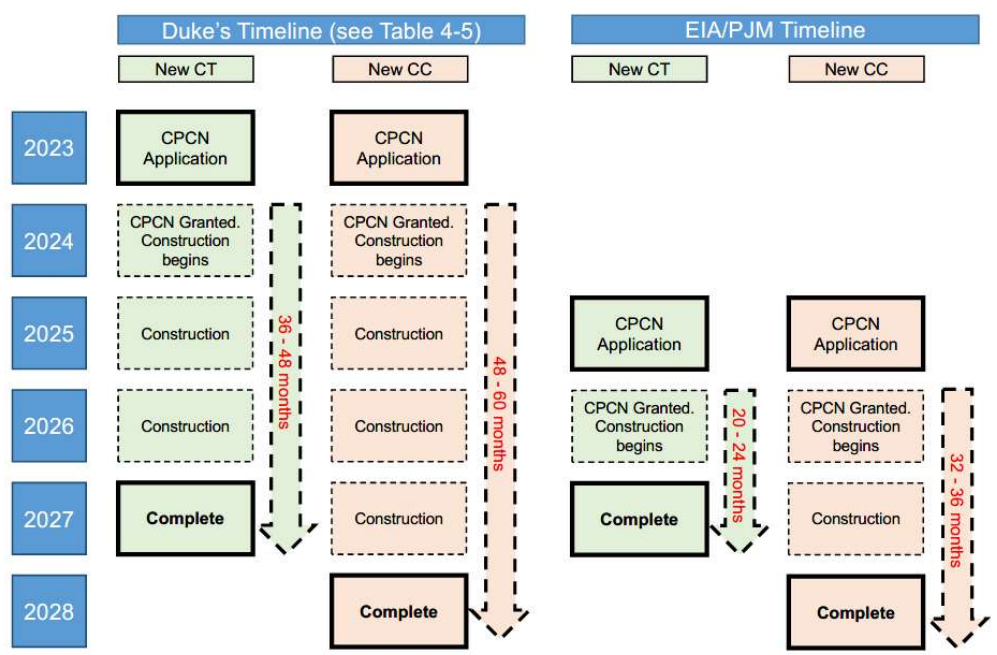 Duke's Timeline (see Table 4-5)
EIA/PJM Timeline
New CT
New CC
New CT
New CC
2023
CPCN
Application
CPCN
Application
2024
CPCN Granted.
Construction
begins
CPCN Granted.
Construction
begins
2025
Construction
Construction
CPCN
Application
CPCN
Application
36 - 48 months
48 - 60 months
2026
Construction
Construction
CPCN Granted.
Construction
begins
CPCN Granted.
Construction
begins
20 - 24 months
32 - 36 months
2027
Complete
Construction
Complete
Construction
2028
Complete
Complete